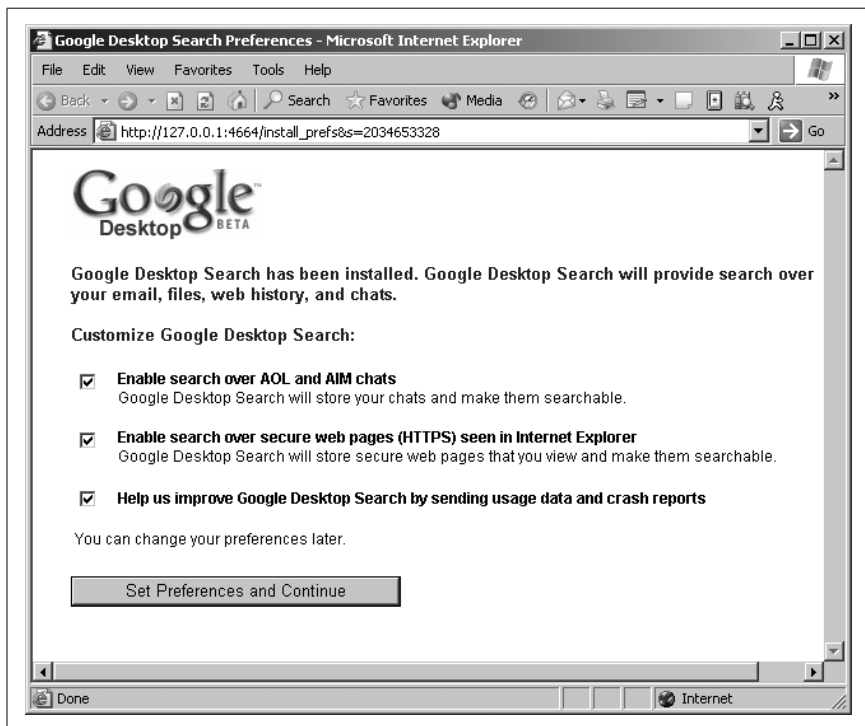 Google Desktop Search Preferences - Microsoft Internet Explorer
File Edit View Favorites Tools Help
Back Search Favorites Media »
Address http://127.0.0.1:4664/install_prefs&s=2034653328 Go
Google™
Desktop BETA
Google Desktop Search has been installed. Google Desktop Search will provide search over
your email, files, web history, and chats.
Customize Google Desktop Search:
Enable search over AOL and AIM chats
Google Desktop Search will store your chats and make them searchable.
Enable search over secure web pages (HTTPS) seen in Internet Explorer
Google Desktop Search will store secure web pages that you view and make them searchable.
Help us improve Google Desktop Search by sending usage data and crash reports
You can change your preferences later.
Set Preferences and Continue
Done Internet